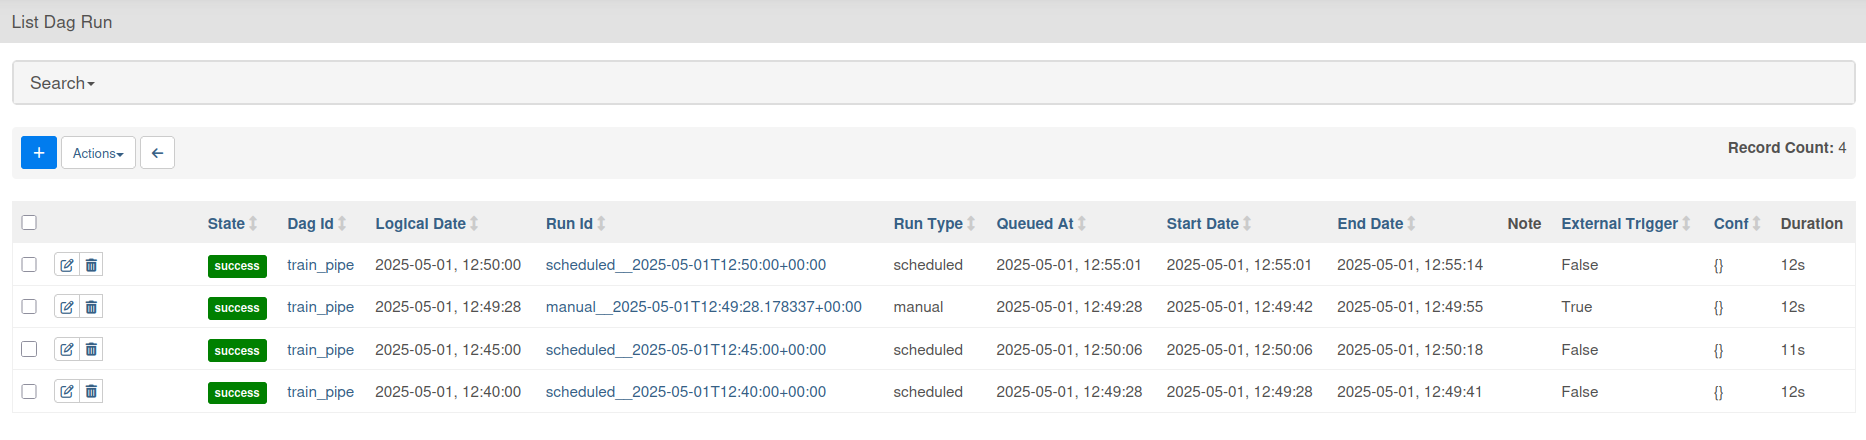 List Dag Run
Search
+ Actions ←
Record Count: 4
State Dag Id Logical Date Run Id Run Type Queued At Start Date End Date Note External Trigger Conf Duration
success train_pipe 2025-05-01, 12:50:00 scheduled__2025-05-01T12:50:00+00:00 scheduled 2025-05-01, 12:55:01 2025-05-01, 12:55:01 2025-05-01, 12:55:14 False {} 12s
success train_pipe 2025-05-01, 12:49:28 manual__2025-05-01T12:49:28.178337+00:00 manual 2025-05-01, 12:49:28 2025-05-01, 12:49:42 2025-05-01, 12:49:55 True {} 12s
success train_pipe 2025-05-01, 12:45:00 scheduled__2025-05-01T12:45:00+00:00 scheduled 2025-05-01, 12:50:06 2025-05-01, 12:50:06 2025-05-01, 12:50:18 False {} 11s
success train_pipe 2025-05-01, 12:40:00 scheduled__2025-05-01T12:40:00+00:00 scheduled 2025-05-01, 12:49:28 2025-05-01, 12:49:28 2025-05-01, 12:49:41 False {} 12s